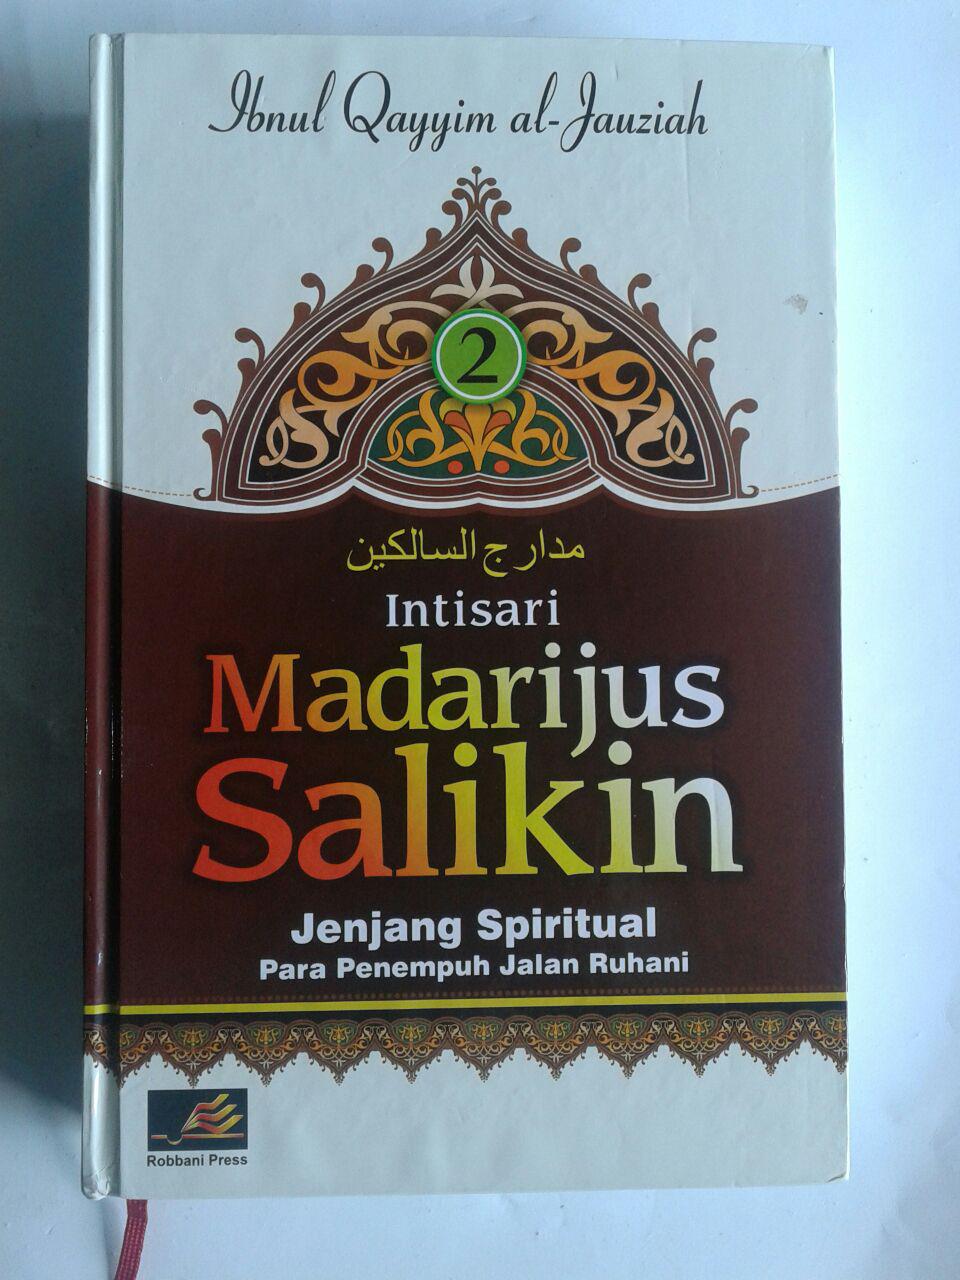 Ibnul Qayyim al-Jauziah
2
مدارج السالكين
Intisari
Madarijus
Salikin
Jenjang Spiritual
Para Penempuh Jalan Ruhani
Robbani Press